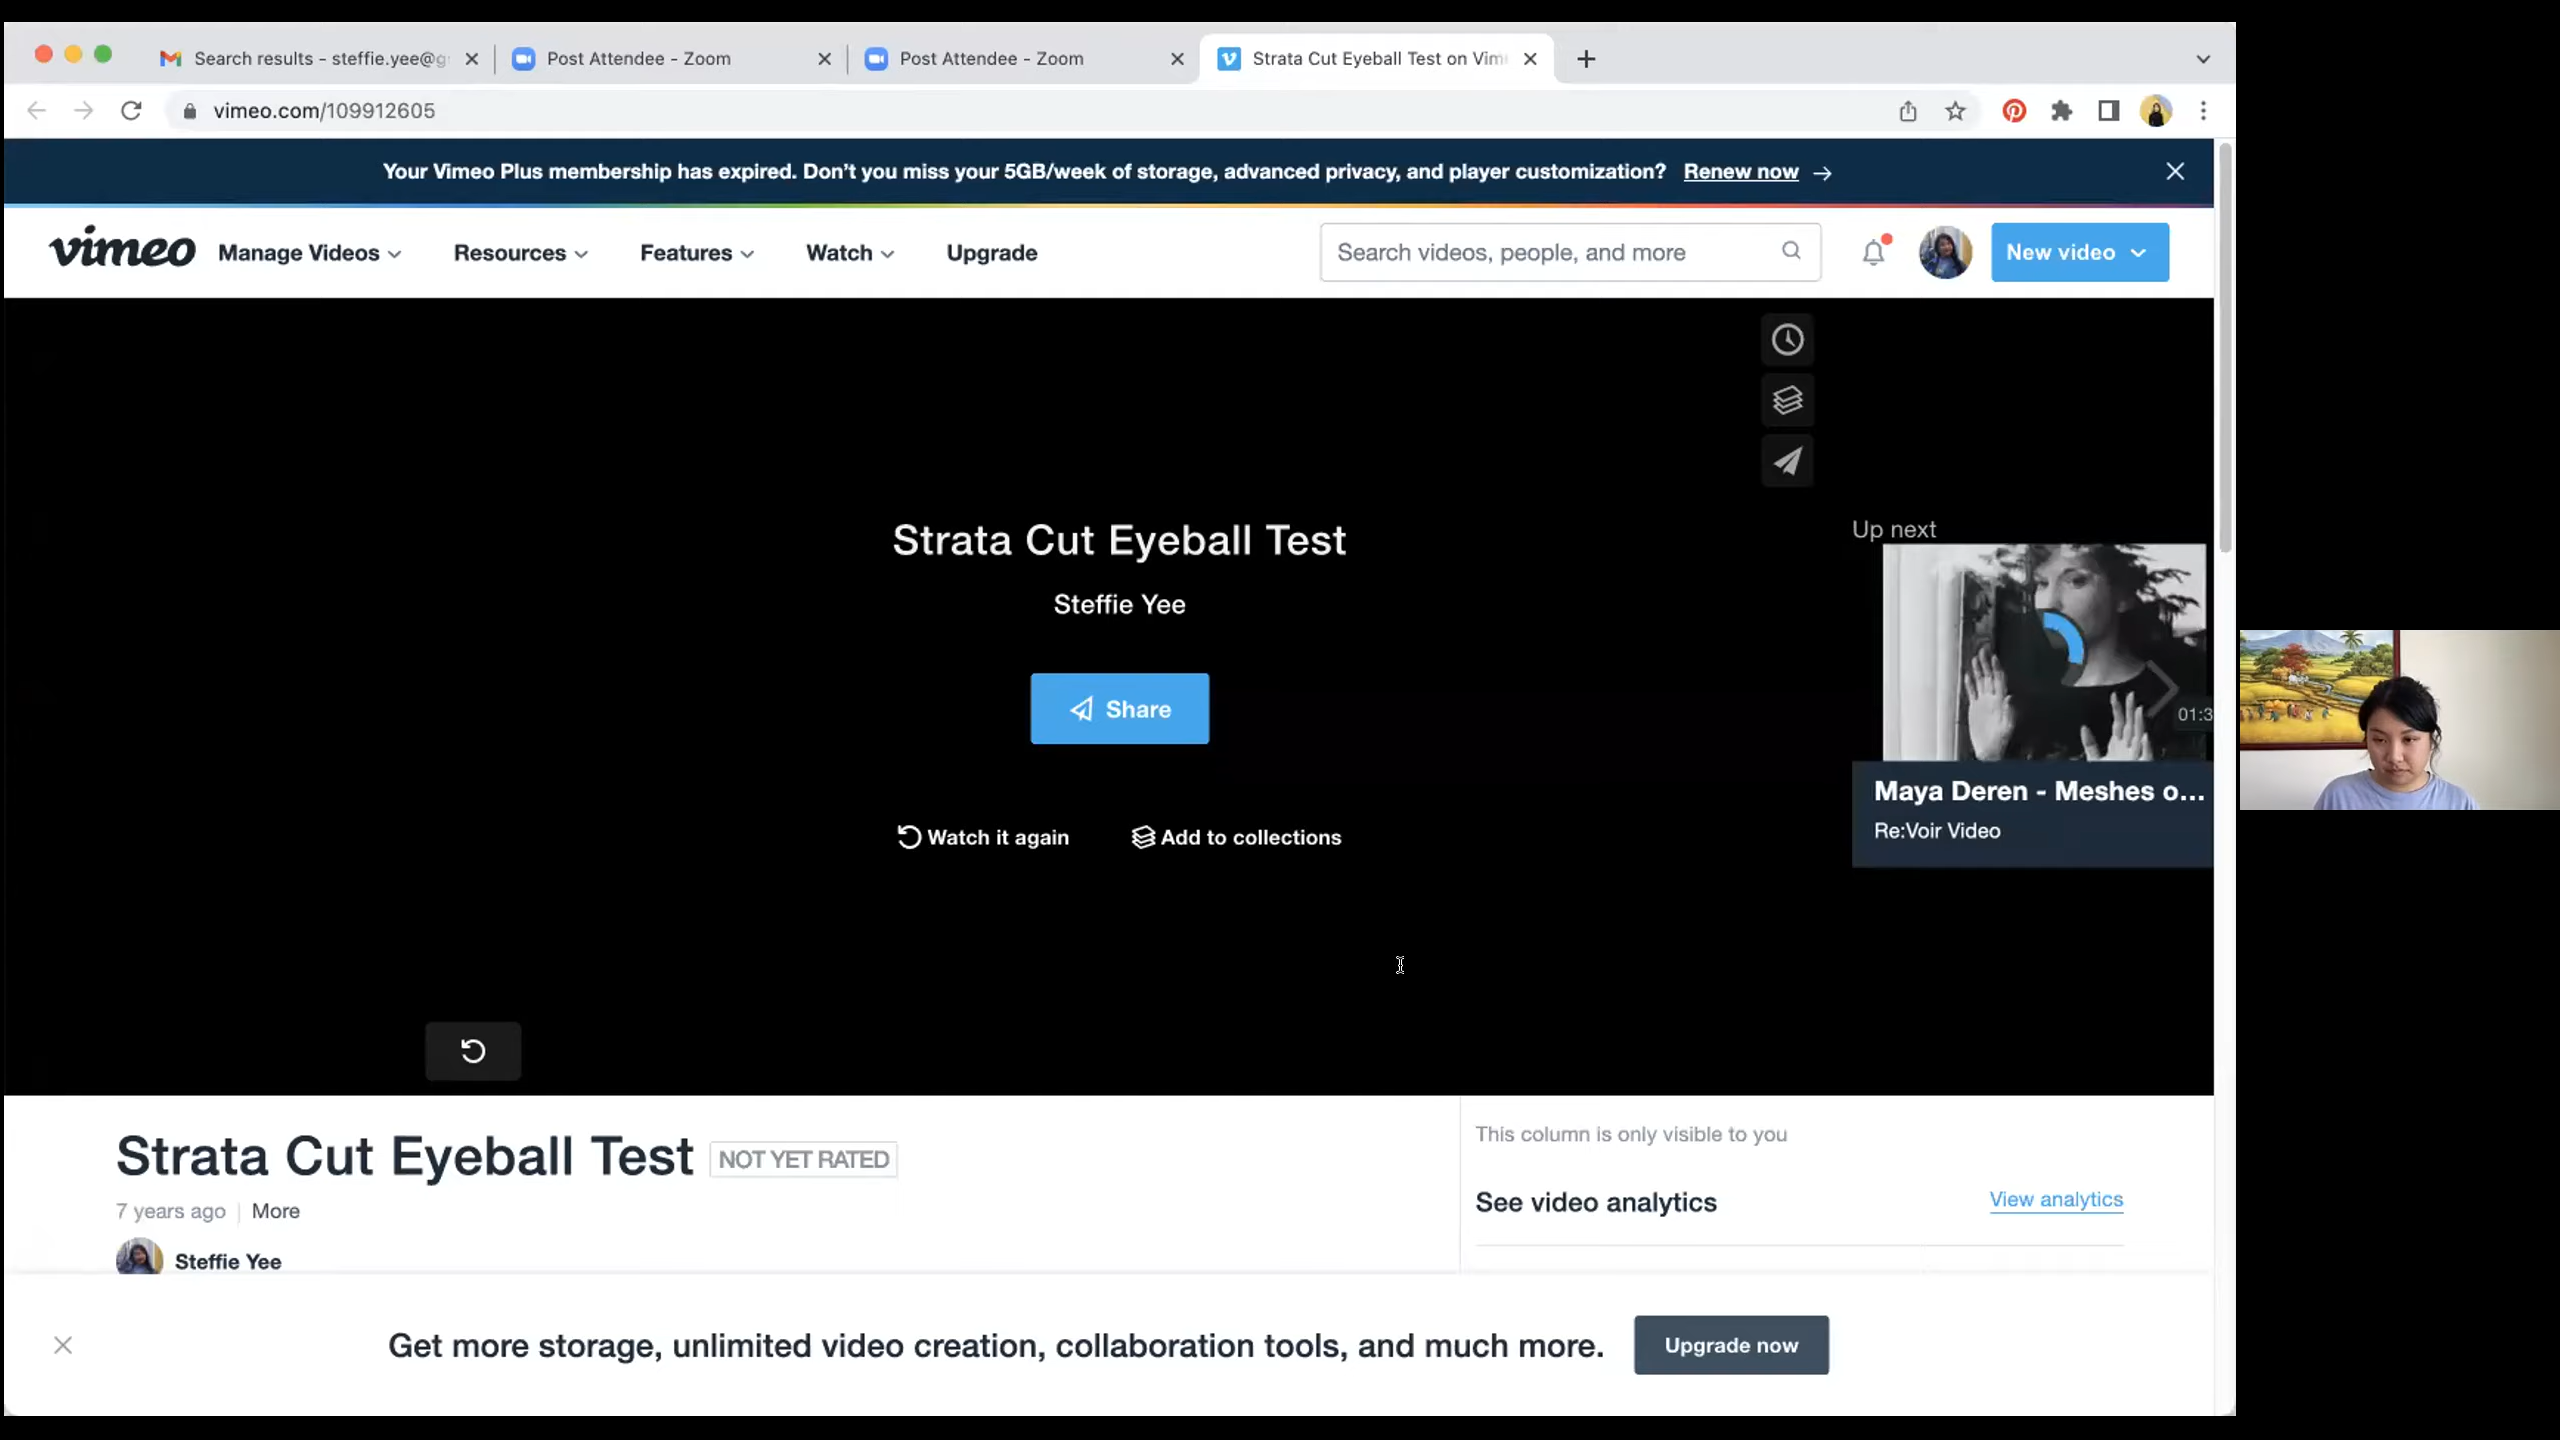 Search results - steffie.yee@g
Post Attendee - Zoom
Post Attendee - Zoom
Strata Cut Eyeball Test on Vim
vimeo.com/109912605
Your Vimeo Plus membership has expired. Don't you miss your 5GB/week of storage, advanced privacy, and player customization? Renew now →
vimeo
Manage Videos
Resources
Features
Watch
Upgrade
Search videos, people, and more
New video
Strata Cut Eyeball Test
Steffie Yee
Share
Watch it again
Add to collections
Up next
01:3
Maya Deren - Meshes o...
Re:Voir Video
Strata Cut Eyeball Test
NOT YET RATED
7 years ago | More
Steffie Yee
This column is only visible to you
See video analytics
View analytics
Get more storage, unlimited video creation, collaboration tools, and much more.
Upgrade now